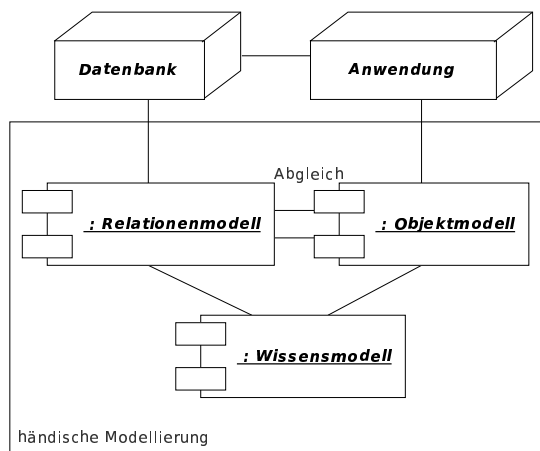 Datenbank
Anwendung
Abgleich
: Relationenmodell
: Objektmodell
: Wissensmodell
händische Modellierung